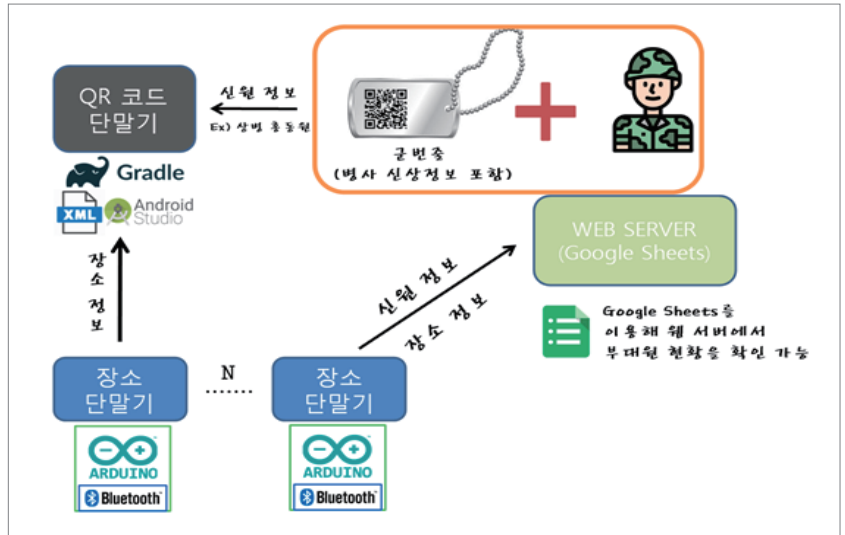 QR 코드
단말기
신원 정보
Ex) 상병 홍동원
군번줄
(병사 신상정보 포함)
Gradle
XML
Android
Studio
장소 정보
WEB SERVER
(Google Sheets)
신원 정보
장소 정보
Google Sheets를
이용해 웹 서버에서
부대원 현황을 확인 가능
장소
단말기
N
.......
장소
단말기
ARDUINO
Bluetooth
ARDUINO
Bluetooth